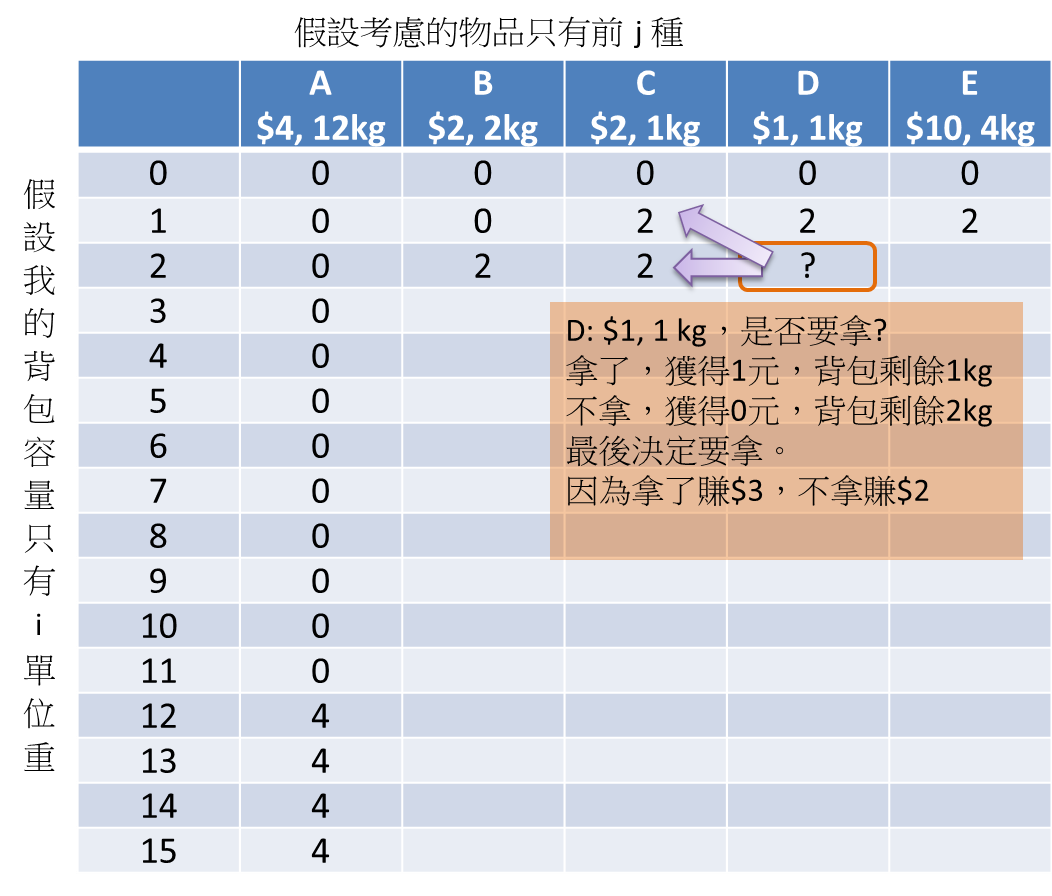 假設考慮的物品只有前 j 種
A B C D E
$4, 12kg $2, 2kg $2, 1kg $1, 1kg $10, 4kg
假設我的背包容量只有 i 單位重
0 0 0 0 0 0
1 0 0 2 2 2
2 0 2 2 ?
3 0
4 0
5 0
6 0
7 0
8 0
9 0
10 0
11 0
12 4
13 4
14 4
15 4
D: $1, 1 kg，是否要拿?
拿了，獲得1元，背包剩餘1kg
不拿，獲得0元，背包剩餘2kg
最後決定要拿。
因為拿了賺$3，不拿賺$2